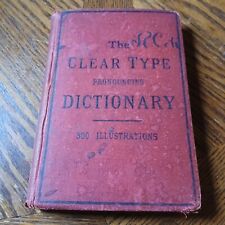 The
CLEAR TYPE
PRONOUNCING
DICTIONARY
300 ILLUSTRATIONS